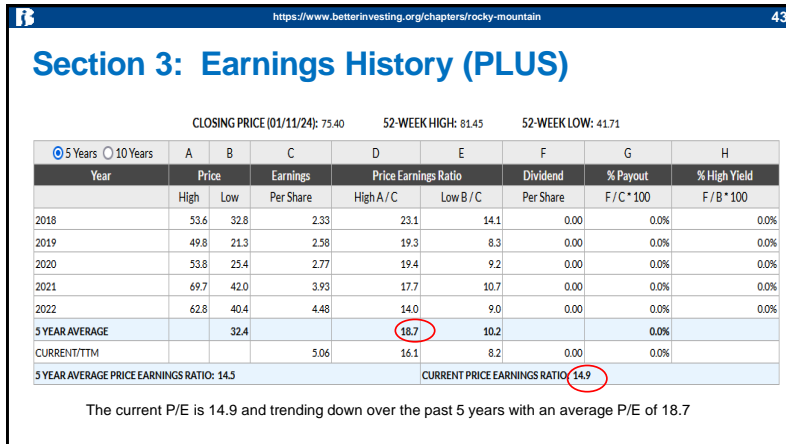 https://www.betterinvesting.org/chapters/rocky-mountain 43
Section 3: Earnings History (PLUS)
CLOSING PRICE (01/11/24): 75.40 52-WEEK HIGH: 81.45 52-WEEK LOW: 41.71
5 Years 10 Years A B C D E F G H
Year Price Earnings Price Earnings Ratio Dividend % Payout % High Yield
High Low Per Share High A / C Low B / C Per Share F / C * 100 F / B * 100
2018 53.6 32.8 2.33 23.1 14.1 0.00 0.0% 0.0%
2019 49.8 21.3 2.58 19.3 8.3 0.00 0.0% 0.0%
2020 53.8 25.4 2.77 19.4 9.2 0.00 0.0% 0.0%
2021 69.7 42.0 3.93 17.7 10.7 0.00 0.0% 0.0%
2022 62.8 40.4 4.48 14.0 9.0 0.00 0.0% 0.0%
5 YEAR AVERAGE 32.4 18.7 10.2 0.0%
CURRENT/TTM 5.06 16.1 8.2 0.00 0.0%
5 YEAR AVERAGE PRICE EARNINGS RATIO: 14.5 CURRENT PRICE EARNINGS RATIO: 14.9
The current P/E is 14.9 and trending down over the past 5 years with an average P/E of 18.7